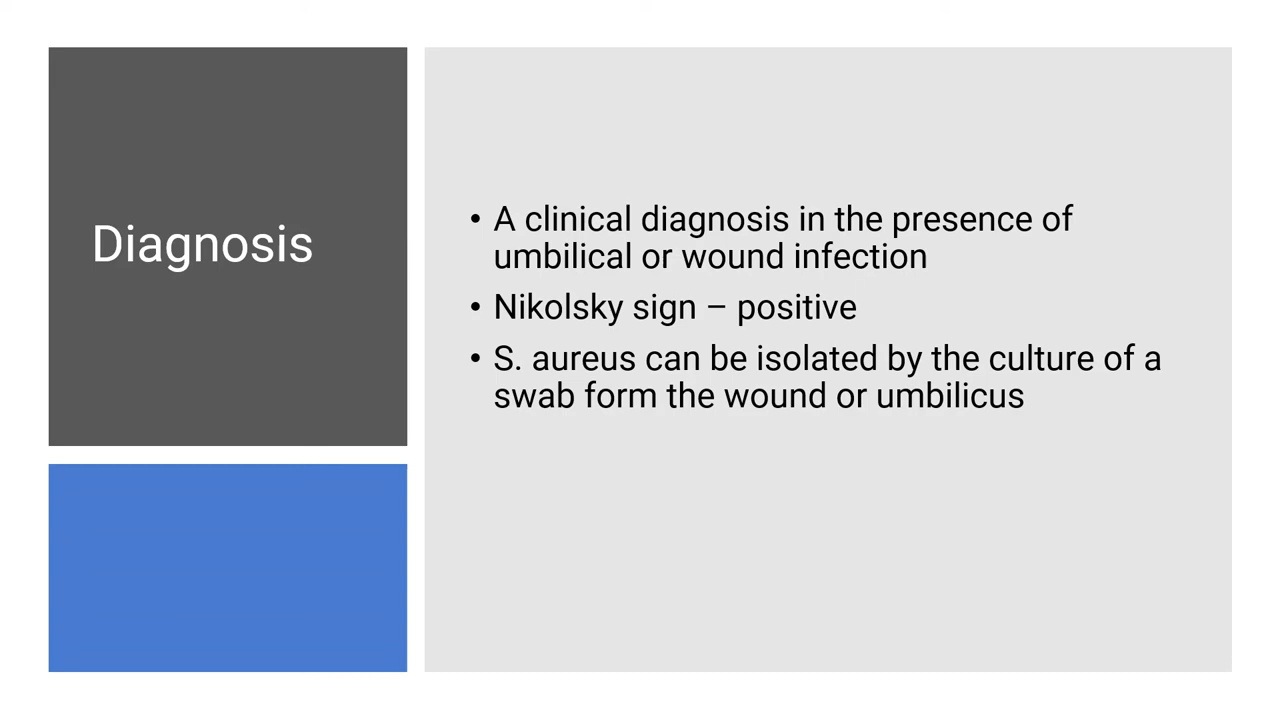 Diagnosis
• A clinical diagnosis in the presence of
umbilical or wound infection
• Nikolsky sign – positive
• S. aureus can be isolated by the culture of a
swab form the wound or umbilicus